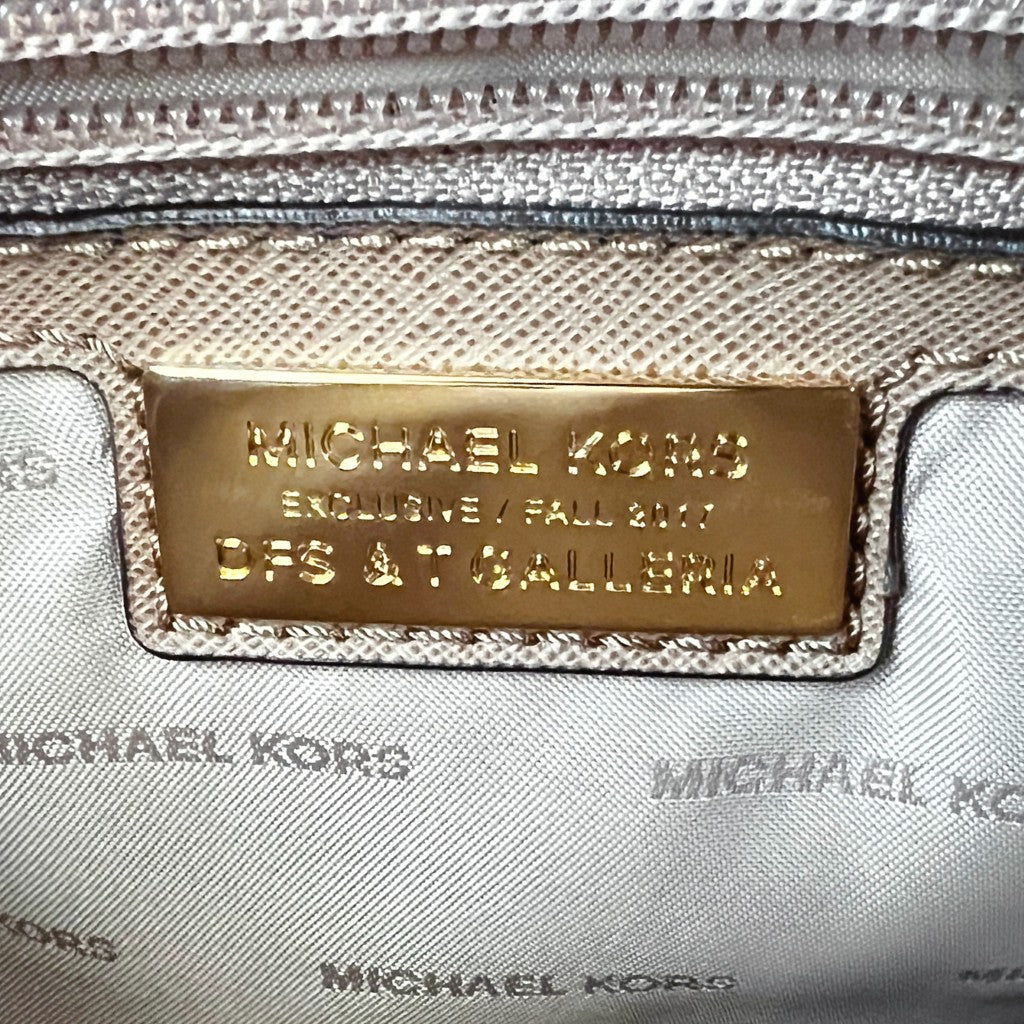 MICHAEL KORS
EXCLUSIVE / FALL 2017
DFS & T GALLERIA
MICHAEL KORS
MICHAEL
KORS
MICHAEL KORS